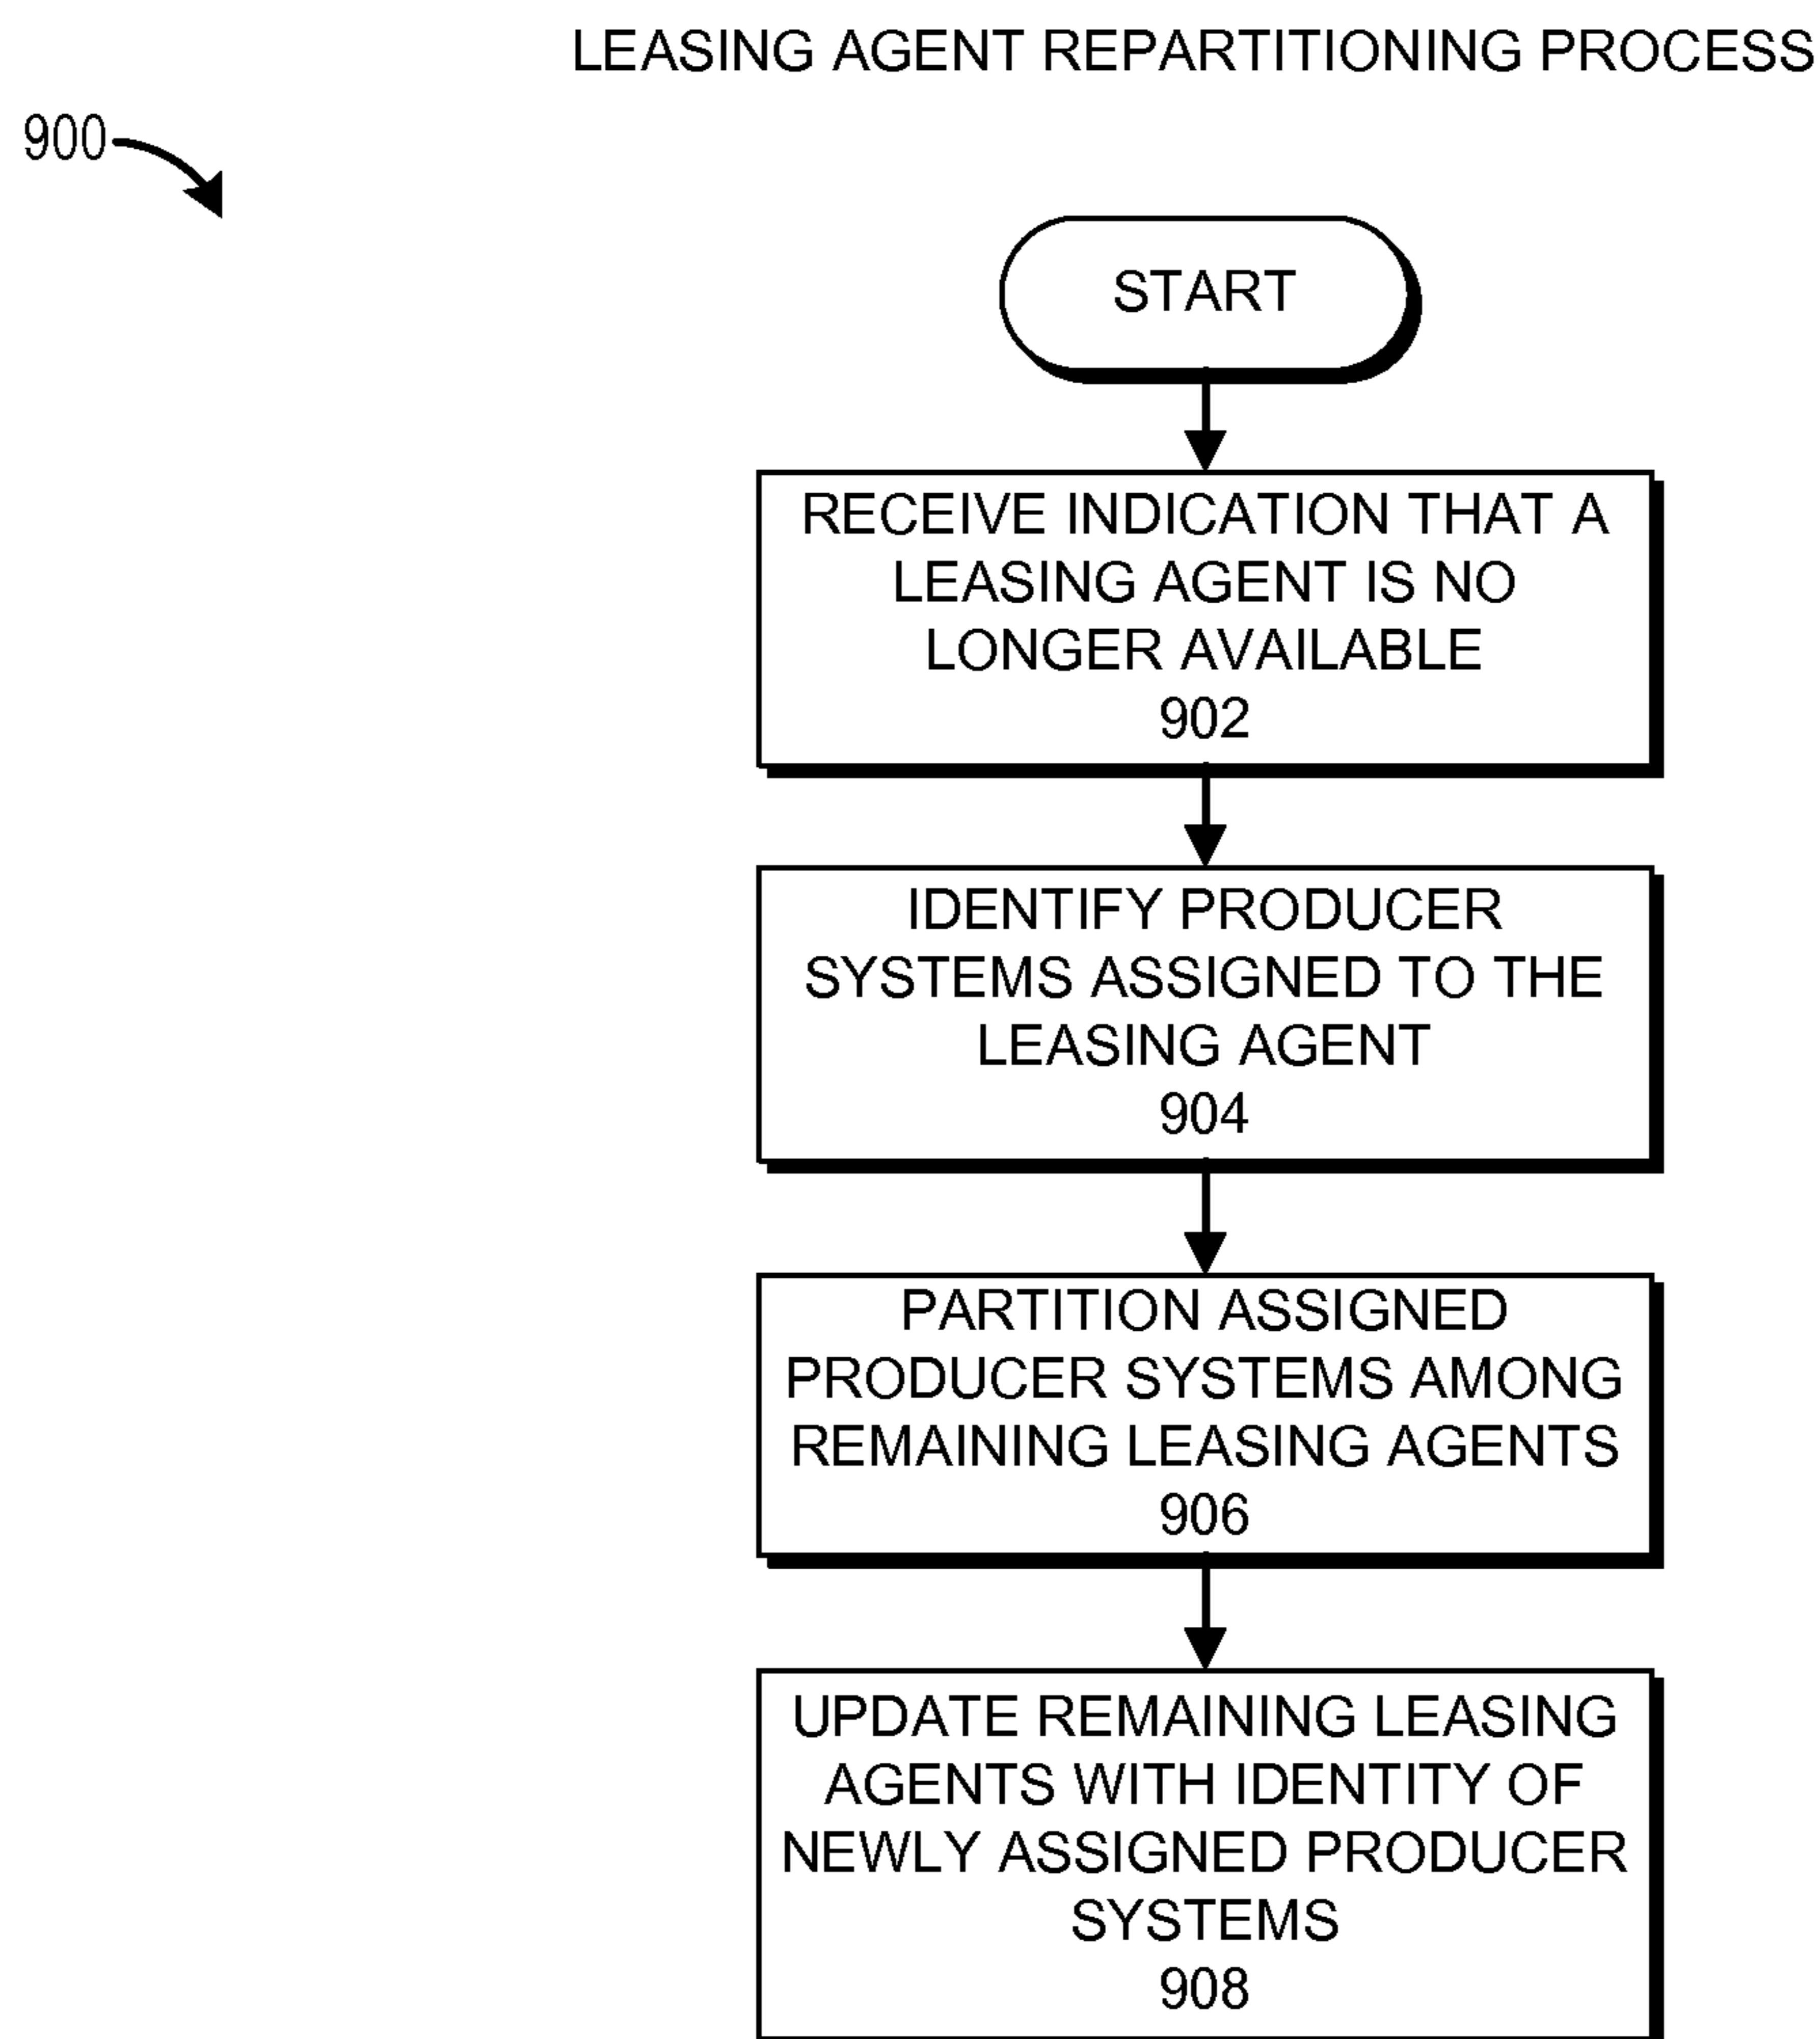 LEASING AGENT REPARTITIONING PROCESS
900
START
RECEIVE INDICATION THAT A
LEASING AGENT IS NO
LONGER AVAILABLE
902
IDENTIFY PRODUCER
SYSTEMS ASSIGNED TO THE
LEASING AGENT
904
PARTITION ASSIGNED
PRODUCER SYSTEMS AMONG
REMAINING LEASING AGENTS
906
UPDATE REMAINING LEASING
AGENTS WITH IDENTITY OF
NEWLY ASSIGNED PRODUCER
SYSTEMS
908